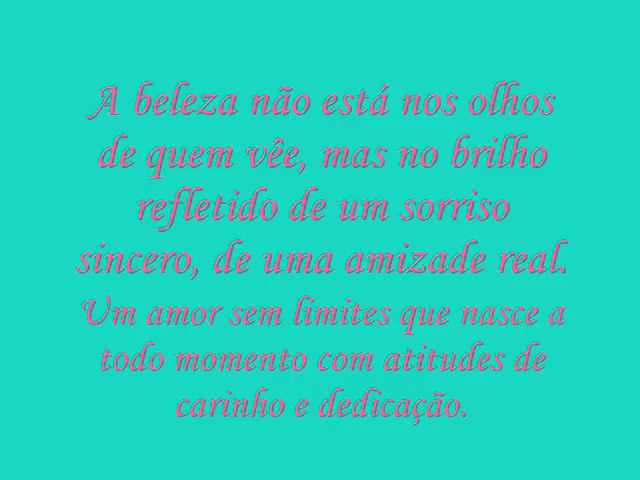 A beleza não está nos olhos
de quem vêe, mas no brilho
refletido de um sorriso
sincero, de uma amizade real.
Um amor sem limites que nasce a
todo momento com atitudes de
carinho e dedicação.